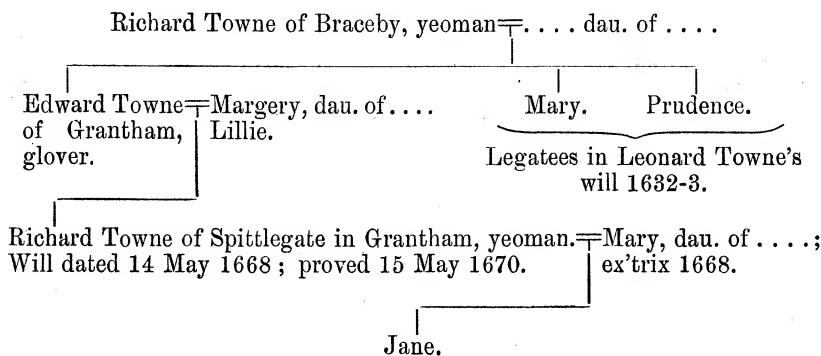 Richard Towne of Braceby, yeoman=. . . . dau. of . . . .
Edward Towne=Margery, dau. of . . . .
of Grantham, Lillie.
glover.
Mary. Prudence.
Legatees in Leonard Towne's
will 1632-3.
Richard Towne of Spittlegate in Grantham, yeoman.=Mary, dau. of . . . . ;
Will dated 14 May 1668 ; proved 15 May 1670. ex'trix 1668.
Jane.